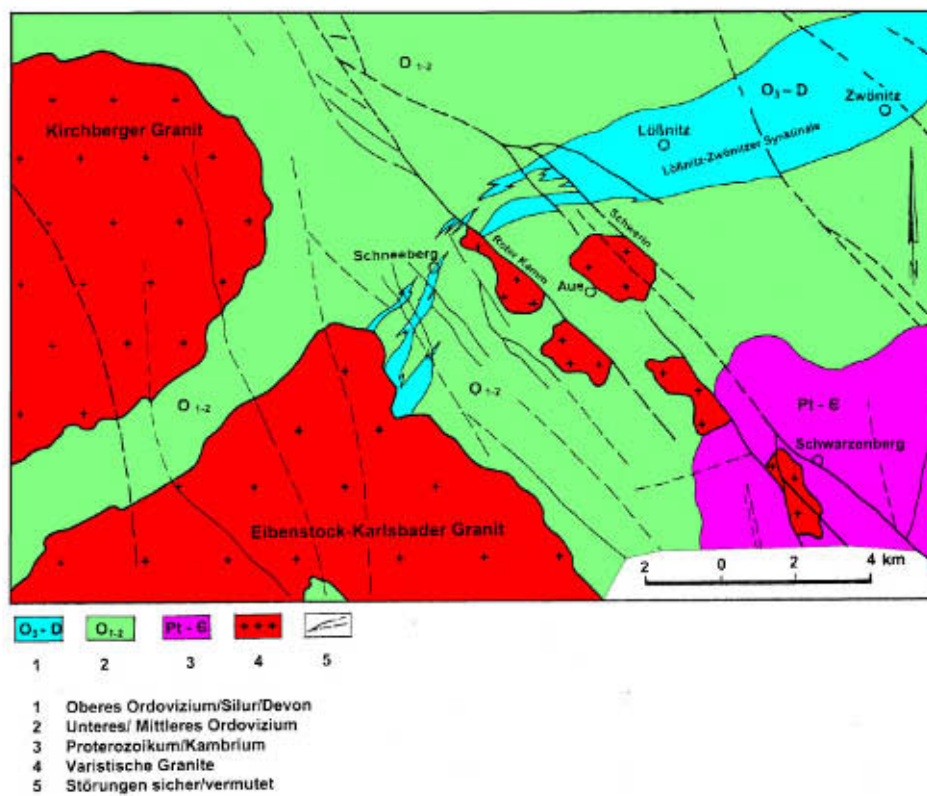 O 1-2
O3 – D
Zwönitz
Kirchberger Granit
Lößnitz
Lößnitz-Zwönitzer Synklinale
Schwerin
Roter Kamm
Schneeberg
Aue
O 1-2
O 1-2
Pt - Є
Schwarzenberg
Eibenstock-Karlsbader Granit
2 0 2 4 km
O3 - D O1-2 Pt - Є
1 2 3 4 5
1 Oberes Ordovizium/Silur/Devon
2 Unteres/ Mittleres Ordovizium
3 Proterozoikum/Kambrium
4 Varistische Granite
5 Störungen sicher/vermutet